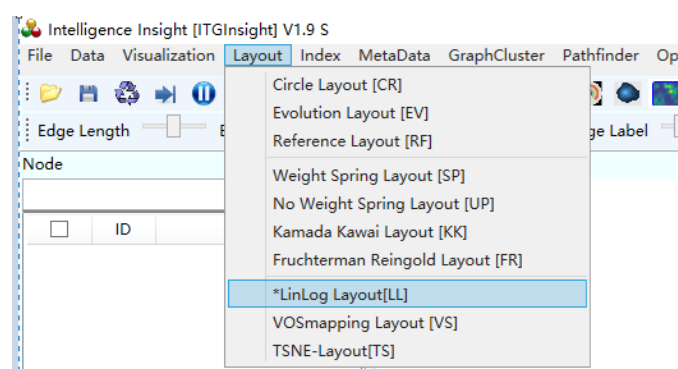 Intelligence Insight [ITGInsight] V1.9 S
File Data Visualization Layout Index MetaData GraphCluster Pathfinder Op
Circle Layout [CR]
Evolution Layout [EV]
Reference Layout [RF]
Weight Spring Layout [SP]
No Weight Spring Layout [UP]
Kamada Kawai Layout [KK]
Fruchterman Reingold Layout [FR]
*LinLog Layout[LL]
VOSmapping Layout [VS]
TSNE-Layout[TS]
Edge Length
ge Label
Node
ID